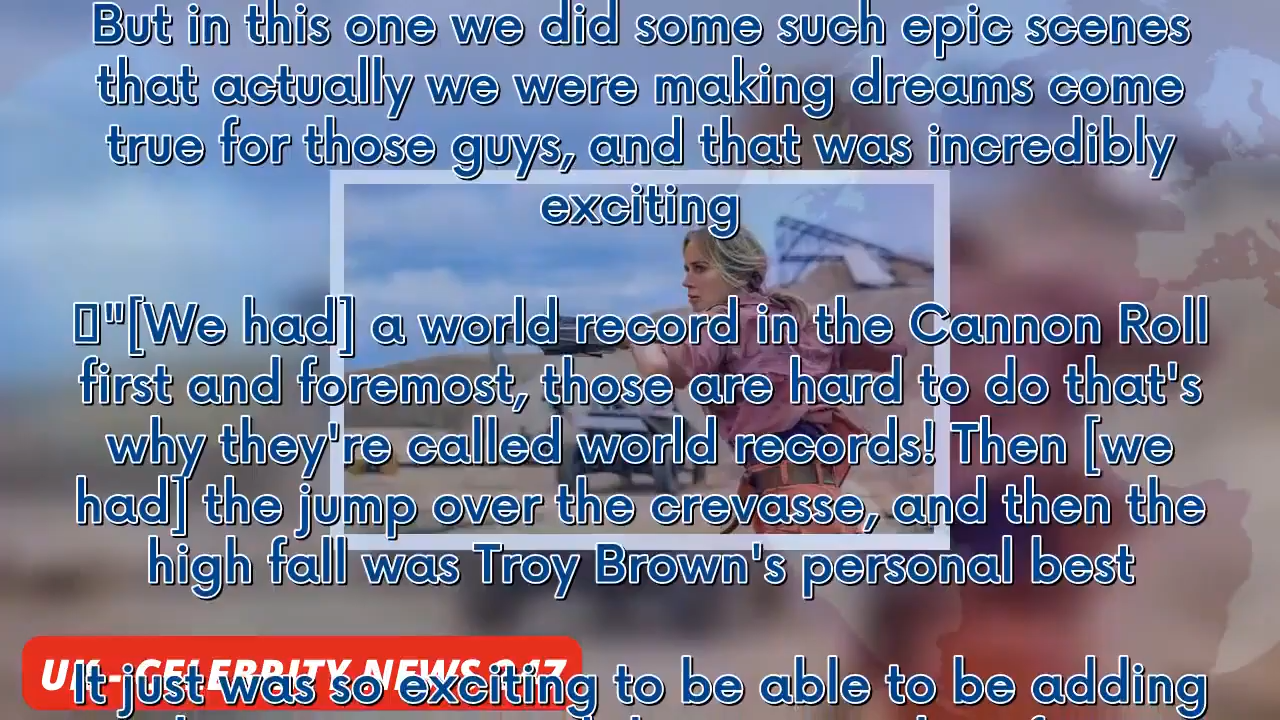 But in this one we did some such epic scenes
that actually we were making dreams come
true for those guys, and that was incredibly
exciting
"[We had] a world record in the Cannon Roll
first and foremost, those are hard to do that's
why they're called world records! Then [we
had] the jump over the crevasse, and then the
high fall was Troy Brown's personal best
UK - CELEBRITY NEWS 247
It just was so exciting to be able to be adding